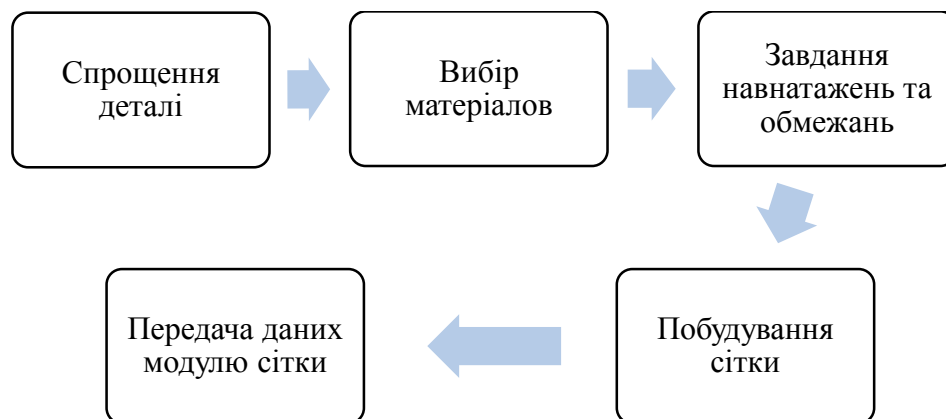 Спрощення
деталі
Вибір
матеріалов
Завдання
навнатажень та
обмежань
Побудування
сітки
Передача даних
модулю сітки